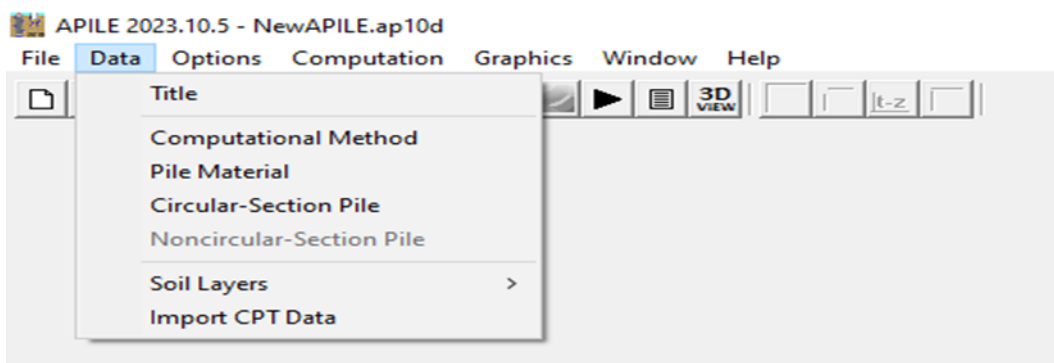 APILE 2023.10.5 - NewAPILE.ap10d
File Data Options Computation Graphics Window Help
3D VIEW t-z
Title
Computational Method
Pile Material
Circular-Section Pile
Noncircular-Section Pile
Soil Layers >
Import CPT Data